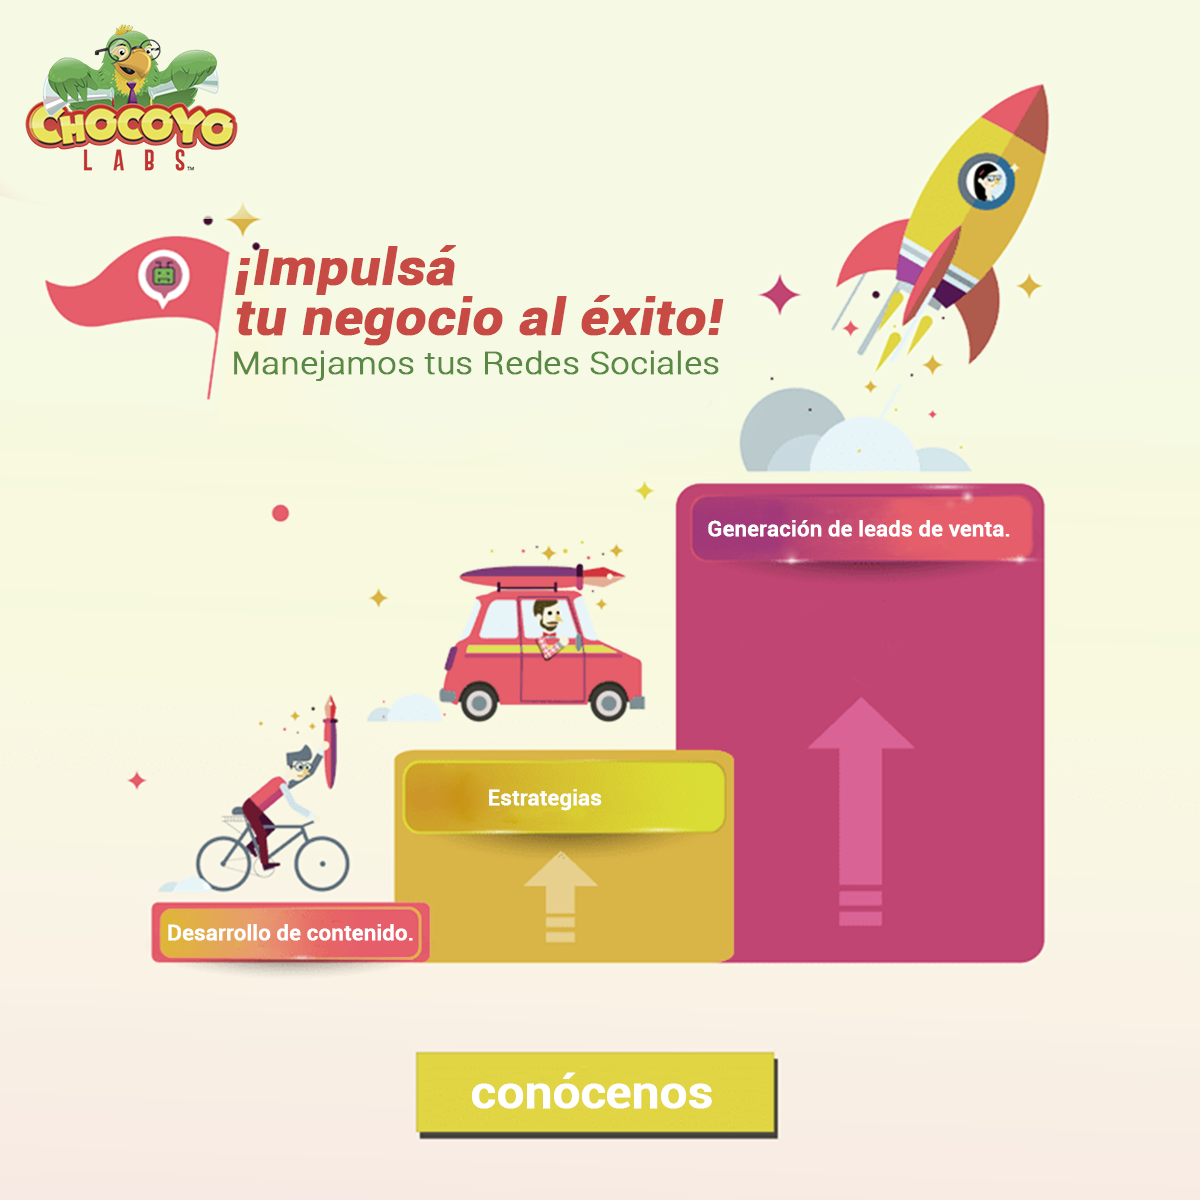 CHOCOYO
LABS™
¡Impulsá
tu negocio al éxito!
Manejamos tus Redes Sociales
Generación de leads de venta.
Estrategias
Desarrollo de contenido.
conócenos